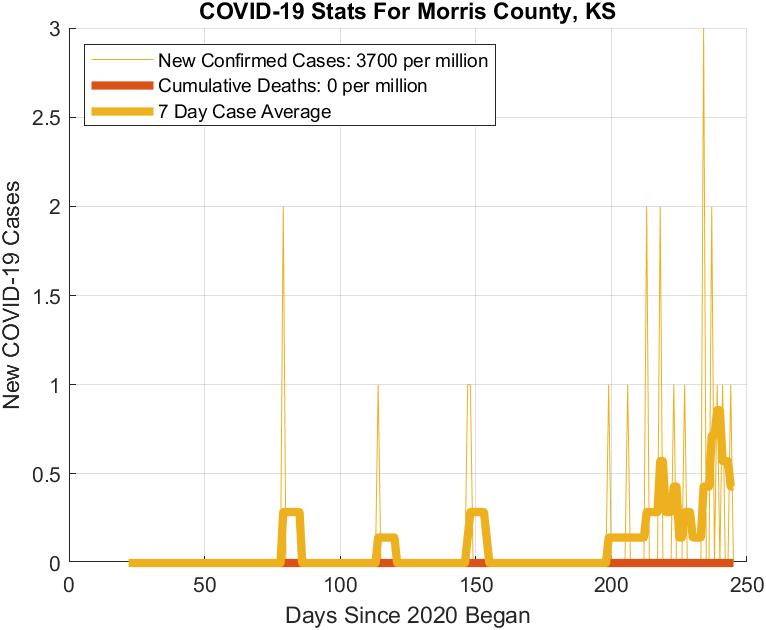 COVID-19 Stats For Morris County, KS
New Confirmed Cases: 3700 per million
Cumulative Deaths: 0 per million
7 Day Case Average
New COVID-19 Cases
3
2.5
2
1.5
1
0.5
0
0 50 100 150 200 250
Days Since 2020 Began